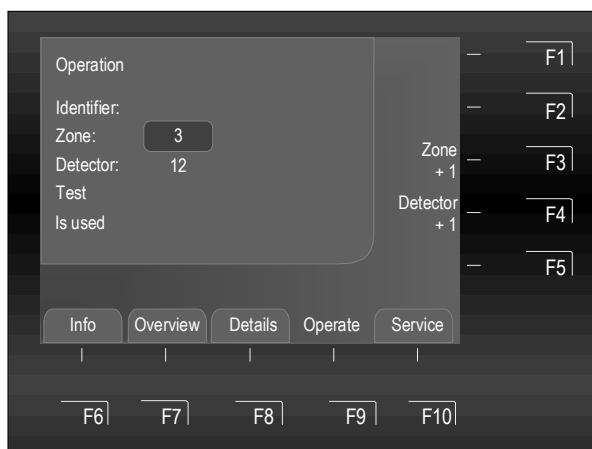 Operation
Identifier:
Zone: 3
Detector: 12
Test
Is used
Zone
+ 1
Detector
+ 1
F1
F2
F3
F4
F5
Info Overview Details Operate Service
F6 F7 F8 F9 F10